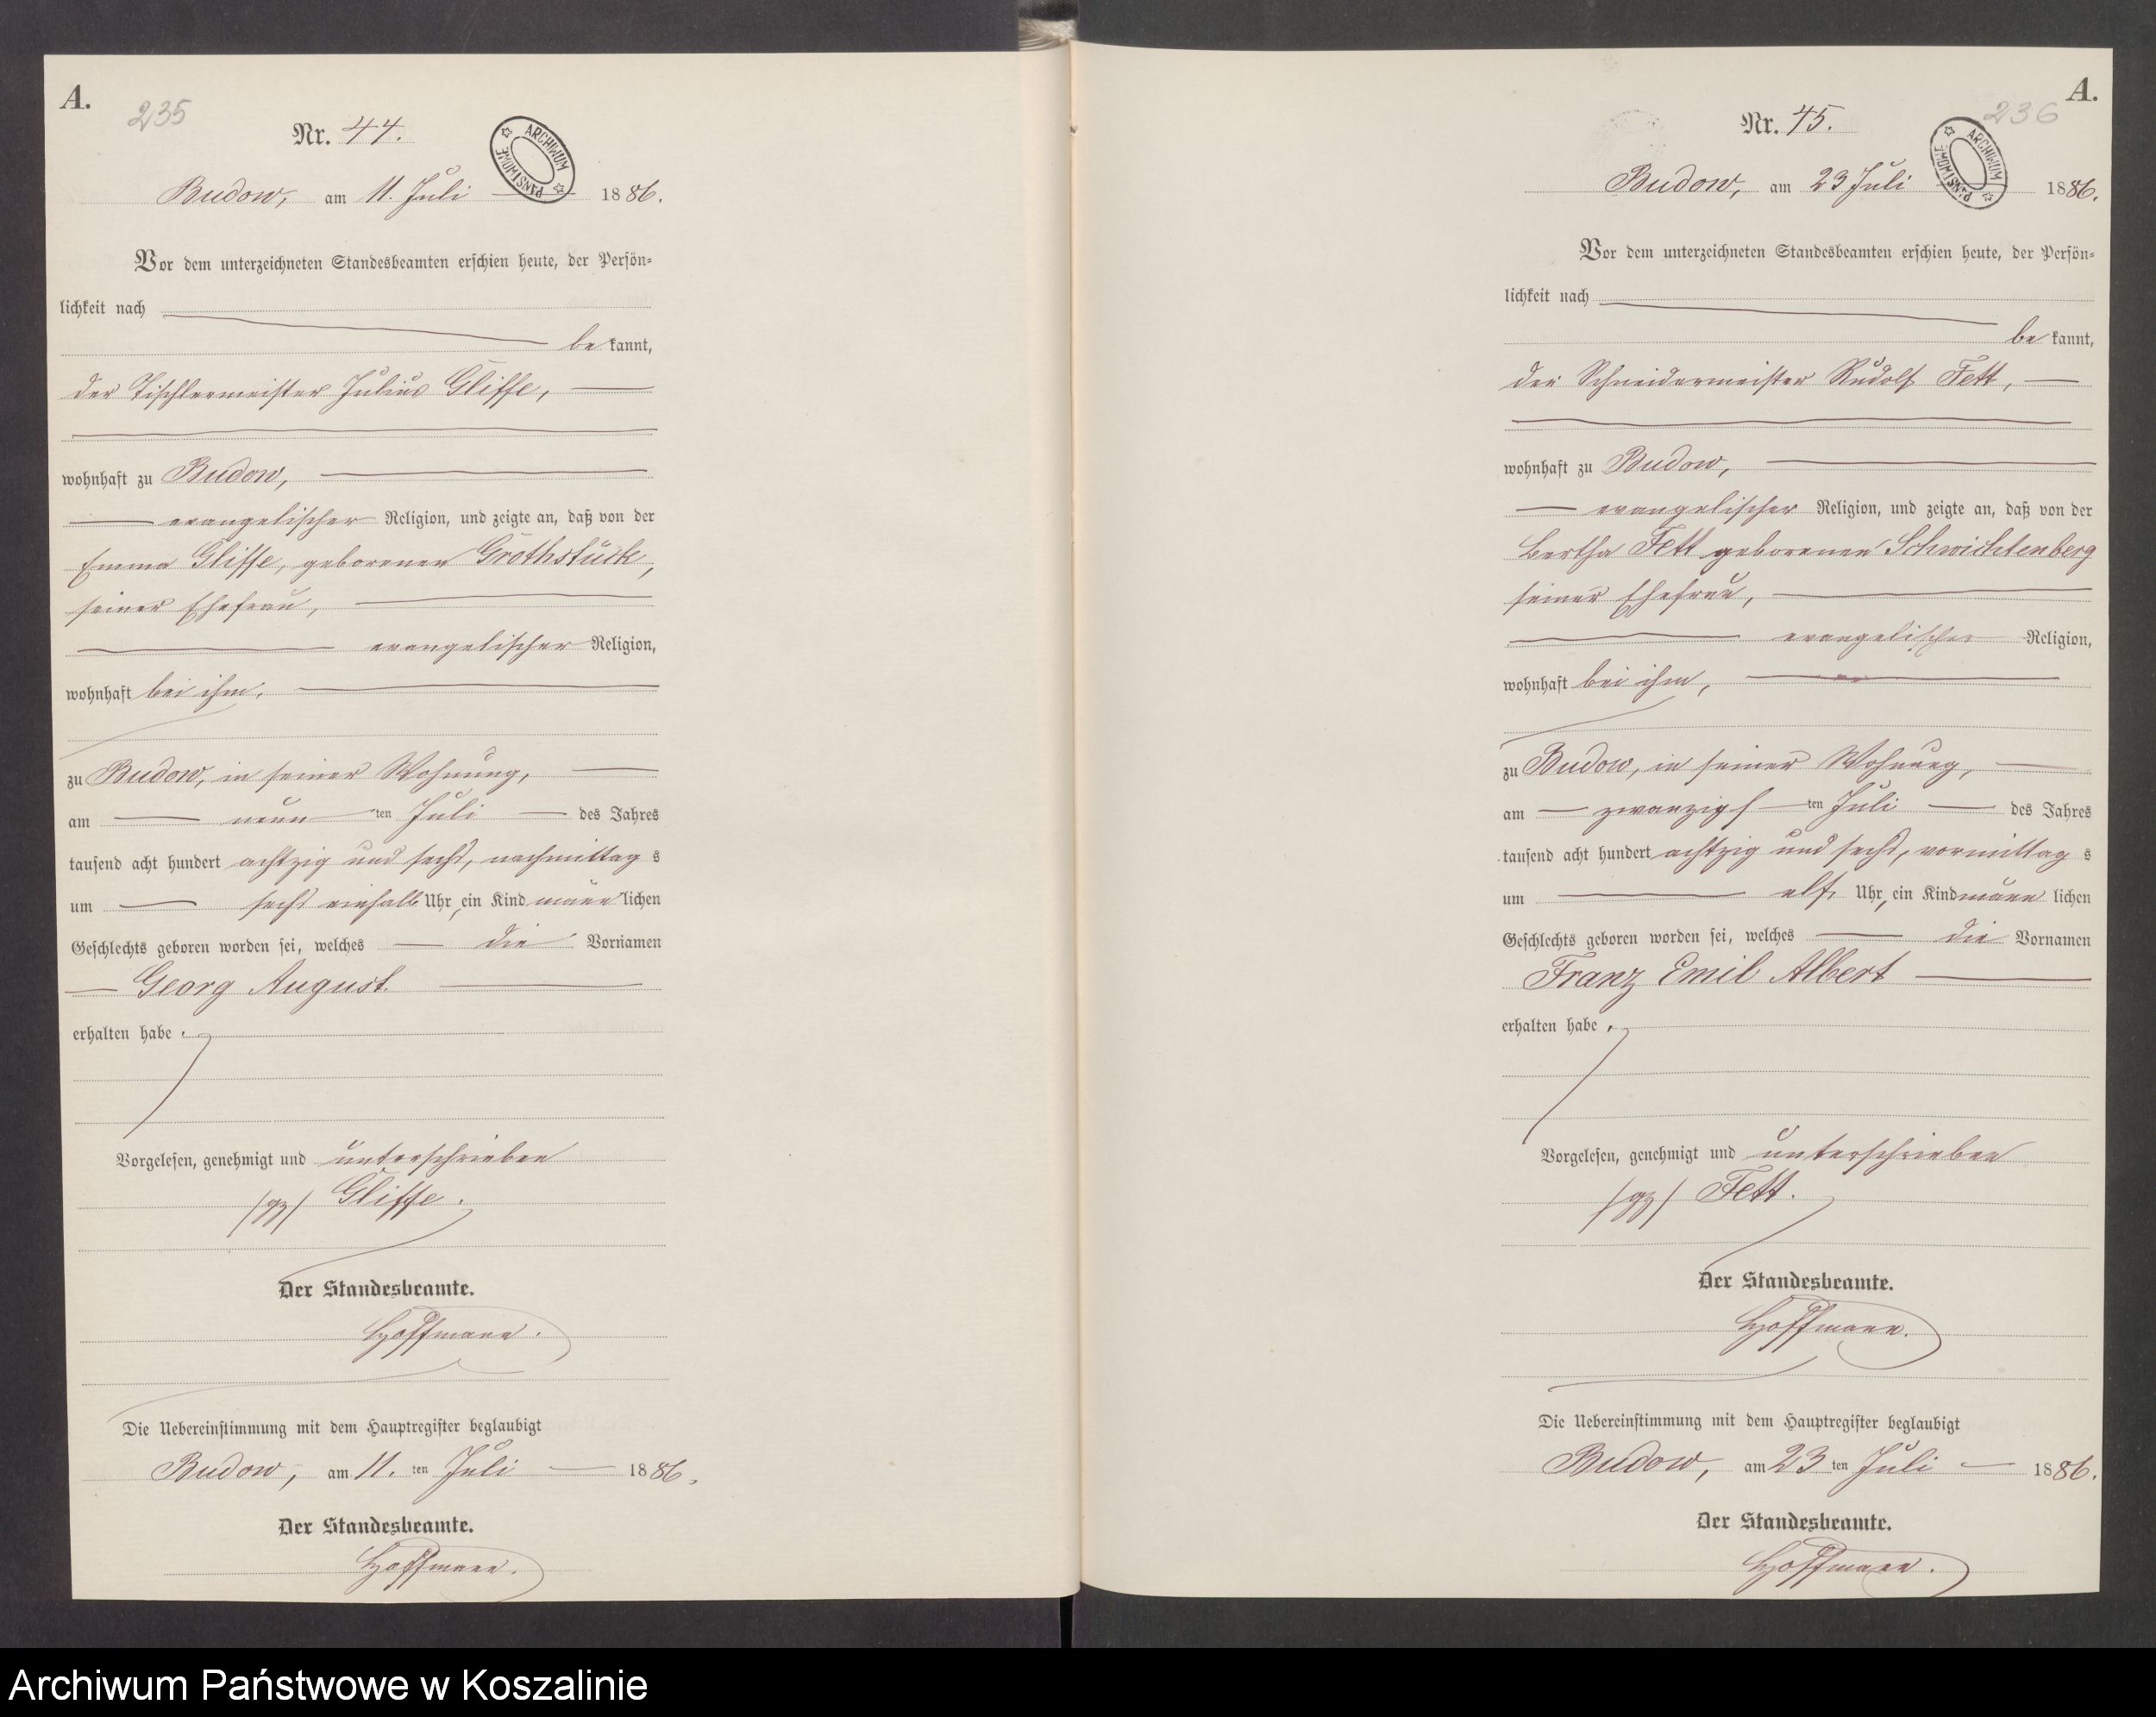 A.
235
Nr. 44.
ARCHIWUM PAŃSTWOWE
Budow, am 11. Juli 1886.
Vor dem unterzeichneten Standesbeamten erschien heute, der Persön-
lichkeit nach
be kannt,
der Tischlermeister Julius Gliffe,
wohnhaft zu Budow,
evangelischer Religion, und zeigte an, daß von der
Emma Gliffe, geborenen Grothstück,
seiner Ehefrau,
evangelischer Religion,
wohnhaft bei ihm,
zu Budow, in seiner Wohnung,
am neun ten Juli des Jahres
tausend acht hundert achtzig und sechs, nachmittag s
um sechs einhalb Uhr, ein Kind männ lichen
Geschlechts geboren worden sei, welches die Vornamen
Georg August.
erhalten habe.
Vorgelesen, genehmigt und unterschrieben
/gz/ Gliffe.
Der Standesbeamte.
Hoffmann.
Die Uebereinstimmung mit dem Hauptregister beglaubigt
Budow, am 11. ten Juli 1886.
Der Standesbeamte.
Hoffmann.
A.
236
Nr. 45.
ARCHIWUM PAŃSTWOWE
Budow, am 23 Juli 1886.
Vor dem unterzeichneten Standesbeamten erschien heute, der Persön-
lichkeit nach
be kannt,
der Schneidermeister Rudolf Fett,
wohnhaft zu Budow,
evangelischer Religion, und zeigte an, daß von der
Bertha Fett geborenen Schwichtenberg
seiner Ehefrau,
evangelischer Religion,
wohnhaft bei ihm,
zu Budow, in seiner Wohnung,
am zwanzigs ten Juli des Jahres
tausend acht hundert achtzig und sechs, vormittag s
um elf Uhr, ein Kind männ lichen
Geschlechts geboren worden sei, welches die Vornamen
Franz Emil Albert
erhalten habe.
Vorgelesen, genehmigt und unterschrieben
/gz/ Fett.
Der Standesbeamte.
Hoffmann.
Die Uebereinstimmung mit dem Hauptregister beglaubigt
Budow, am 23 ten Juli 1886.
Der Standesbeamte.
Hoffmann.
Archiwum Państwowe w Koszalinie